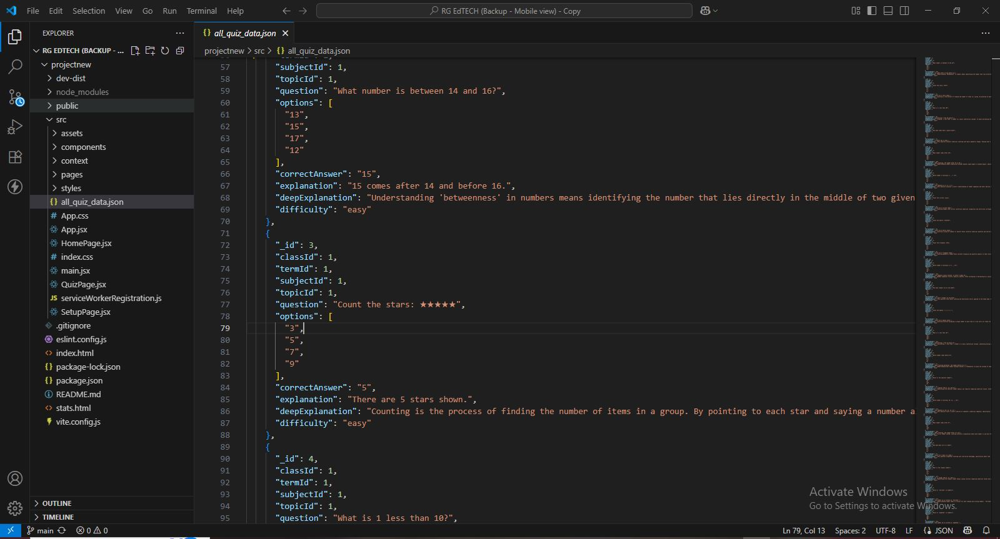 File Edit Selection View Go Run Terminal Help
RG EdTECH (Backup - Mobile view) - Copy
EXPLORER
RG EDTECH (BACKUP - ...
projectnew
dev-dist
node_modules
public
src
assets
components
context
pages
styles
{} all_quiz_data.json
# App.css
App.jsx
HomePage.jsx
# index.css
main.jsx
QuizPage.jsx
JS serviceWorkerRegistration.js
SetupPage.jsx
.gitignore
eslint.config.js
<> index.html
{} package-lock.json
{} package.json
README.md
<> stats.html
vite.config.js
OUTLINE
TIMELINE
{} all_quiz_data.json
projectnew > src > {} all_quiz_data.json
57 "subjectId": 1,
58 "topicId": 1,
59 "question": "What number is between 14 and 16?",
60 "options": [
61 "13",
62 "15",
63 "17",
64 "12"
65 ],
66 "correctAnswer": "15",
67 "explanation": "15 comes after 14 and before 16.",
68 "deepExplanation": "Understanding 'betweenness' in numbers means identifying the number that lies directly in the middle of two given
69 "difficulty": "easy"
70 },
71 {
72 "_id": 3,
73 "classId": 1,
74 "termId": 1,
75 "subjectId": 1,
76 "topicId": 1,
77 "question": "Count the stars: ★★★★★",
78 "options": [
79 "3",
80 "5",
81 "7",
82 "9"
83 ],
84 "correctAnswer": "5",
85 "explanation": "There are 5 stars shown.",
86 "deepExplanation": "Counting is the process of finding the number of items in a group. By pointing to each star and saying a number a
87 "difficulty": "easy"
88 },
89 {
90 "_id": 4,
91 "classId": 1,
92 "termId": 1,
93 "subjectId": 1,
94 "topicId": 1,
95 "question": "What is 1 less than 10?",
Activate Windows
Go to Settings to activate Windows.
main 0 0 Ln 79, Col 13 Spaces: 2 UTF-8 LF {} JSON